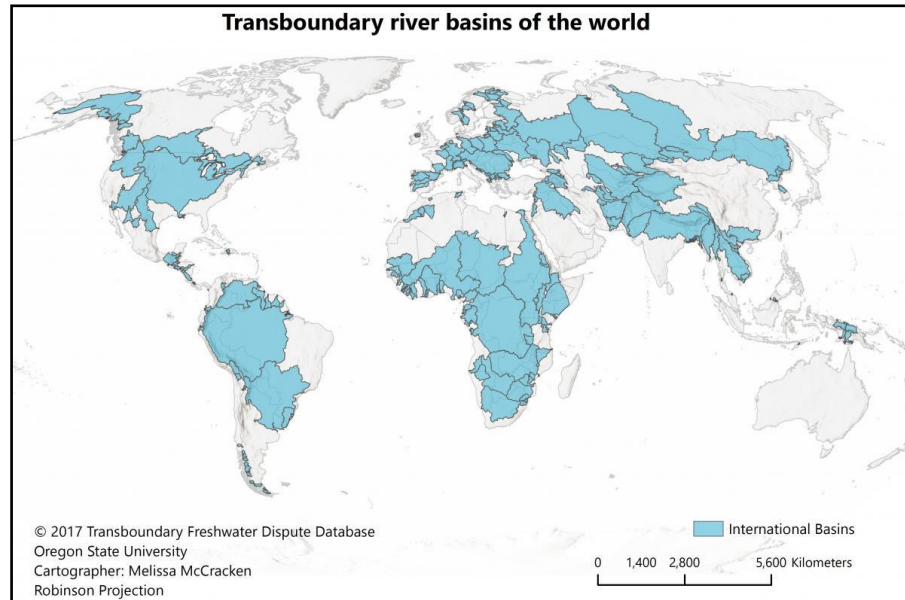 Transboundary river basins of the world
© 2017 Transboundary Freshwater Dispute Database
Oregon State University
Cartographer: Melissa McCracken
Robinson Projection
International Basins
0 1,400 2,800 5,600 Kilometers